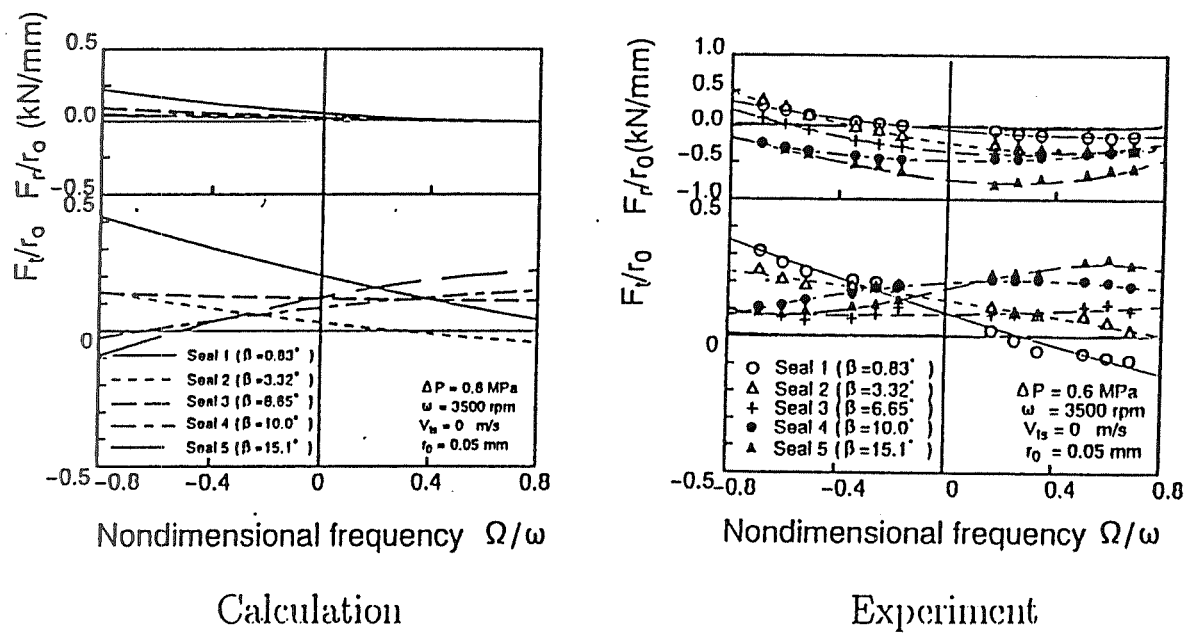 F_r/r_o (kN/mm)
0.5
0.0
-0.5
F_t/r_o
0.5
0
-0.5
Seal 1 ( β =0.83° )
Seal 2 ( β =3.32° )
Seal 3 ( β =6.65° )
Seal 4 ( β =10.0° )
Seal 5 ( β =15.1° )
ΔP = 0.6 MPa
ω = 3500 rpm
V_ts = 0 m/s
r_0 = 0.05 mm
-0.8 -0.4 0 0.4 0.8
Nondimensional frequency Ω/ω
Calculation
F_r/r_0 (kN/mm)
1.0
0.5
0.0
-0.5
-1.0
F_t/r_0
0.5
0
-0.5
Seal 1 ( β =0.83° )
Seal 2 ( β =3.32° )
Seal 3 ( β =6.65° )
Seal 4 ( β =10.0° )
Seal 5 ( β =15.1° )
ΔP = 0.6 MPa
ω = 3500 rpm
V_ts = 0 m/s
r_0 = 0.05 mm
-0.8 -0.4 0 0.4 0.8
Nondimensional frequency Ω/ω
Experiment